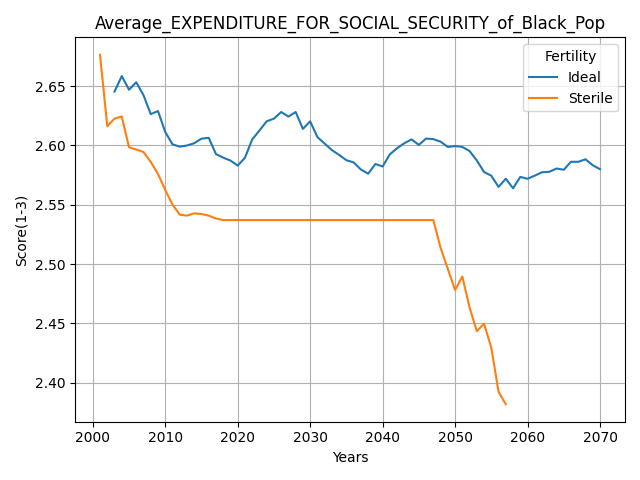 Average_EXPENDITURE_FOR_SOCIAL_SECURITY_of_Black_Pop
Fertility
Ideal
Sterile
Score(1-3)
2.65
2.60
2.55
2.50
2.45
2.40
2000 2010 2020 2030 2040 2050 2060 2070
Years